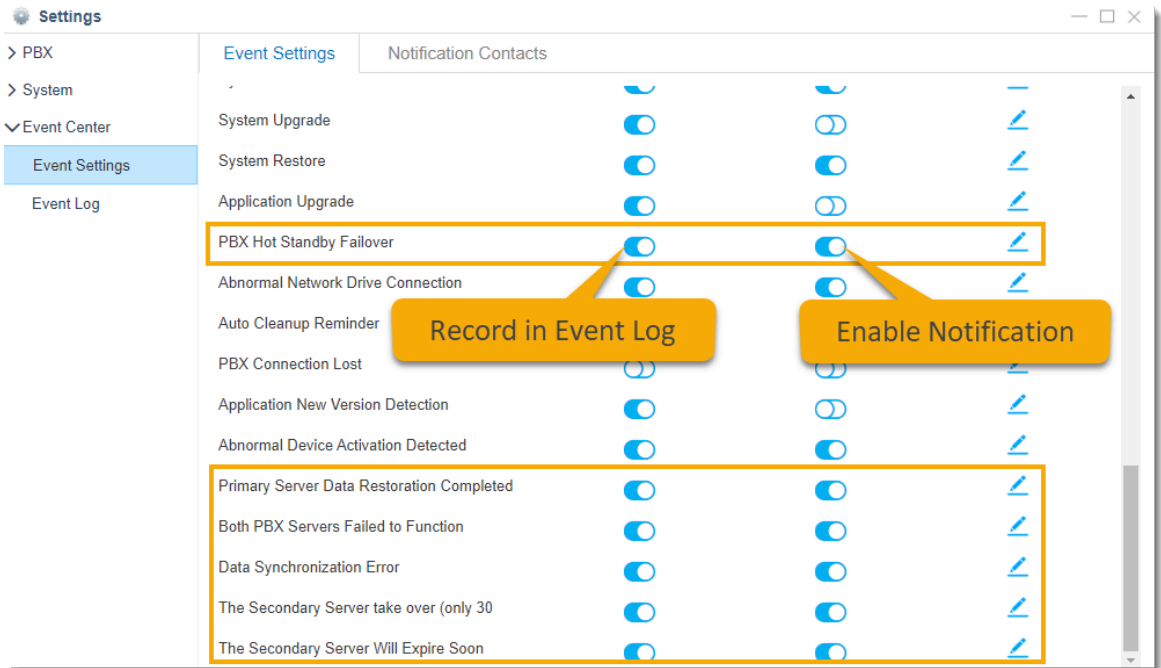 Settings
PBX
Event Settings
Notification Contacts
System
System Upgrade
Event Center
System Restore
Event Settings
Application Upgrade
Event Log
PBX Hot Standby Failover
Abnormal Network Drive Connection
Auto Cleanup Reminder
Record in Event Log
Enable Notification
PBX Connection Lost
Application New Version Detection
Abnormal Device Activation Detected
Primary Server Data Restoration Completed
Both PBX Servers Failed to Function
Data Synchronization Error
The Secondary Server take over (only 30
The Secondary Server Will Expire Soon